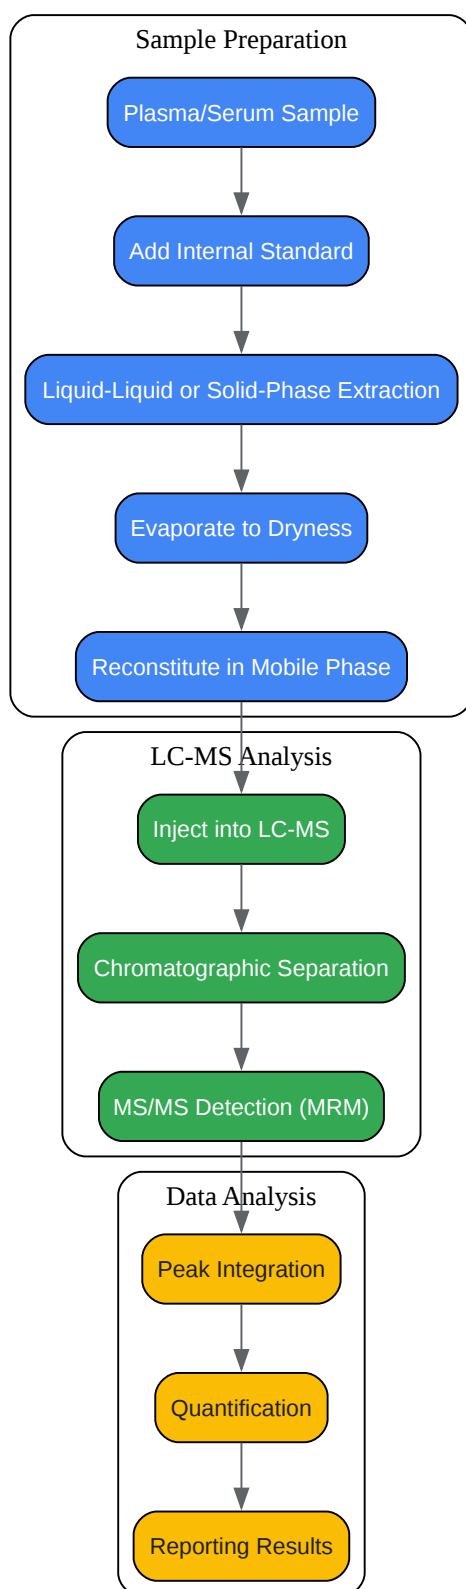 Sample Preparation
Plasma/Serum Sample
Add Internal Standard
Liquid-Liquid or Solid-Phase Extraction
Evaporate to Dryness
Reconstitute in Mobile Phase
LC-MS Analysis
Inject into LC-MS
Chromatographic Separation
MS/MS Detection (MRM)
Data Analysis
Peak Integration
Quantification
Reporting Results